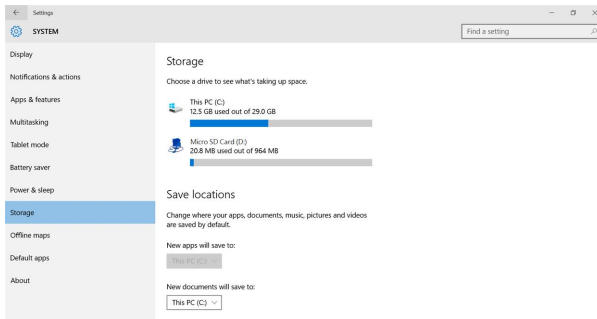 Settings
SYSTEM
Find a setting
Display
Notifications & actions
Apps & features
Multitasking
Tablet mode
Battery saver
Power & sleep
Storage
Offline maps
Default apps
About
Storage
Choose a drive to see what's taking up space.
This PC (C:)
12.5 GB used out of 29.0 GB
Micro SD Card (D:)
20.8 MB used out of 964 MB
Save locations
Change where your apps, documents, music, pictures and videos
are saved by default.
New apps will save to:
This PC (C:)
New documents will save to:
This PC (C:)